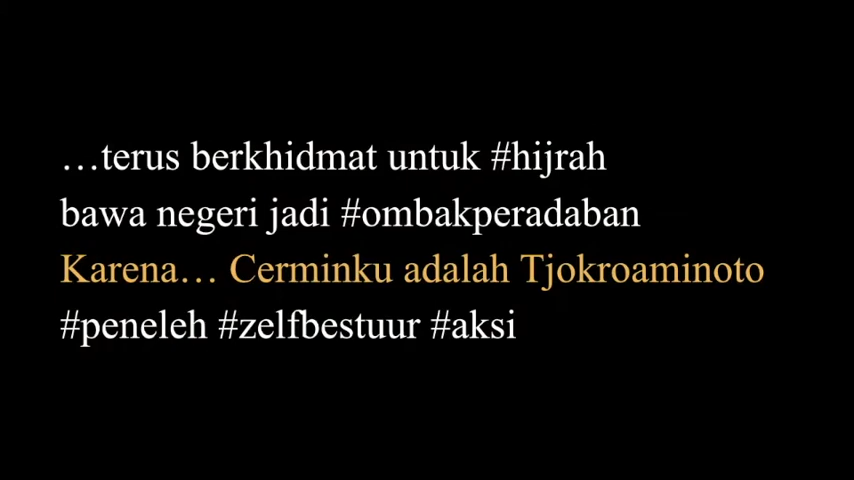 …terus berkhidmat untuk #hijrah
bawa negeri jadi #ombakperadaban
Karena… Cerminku adalah Tjokroaminoto
#peneleh #zelfbestuur #aksi